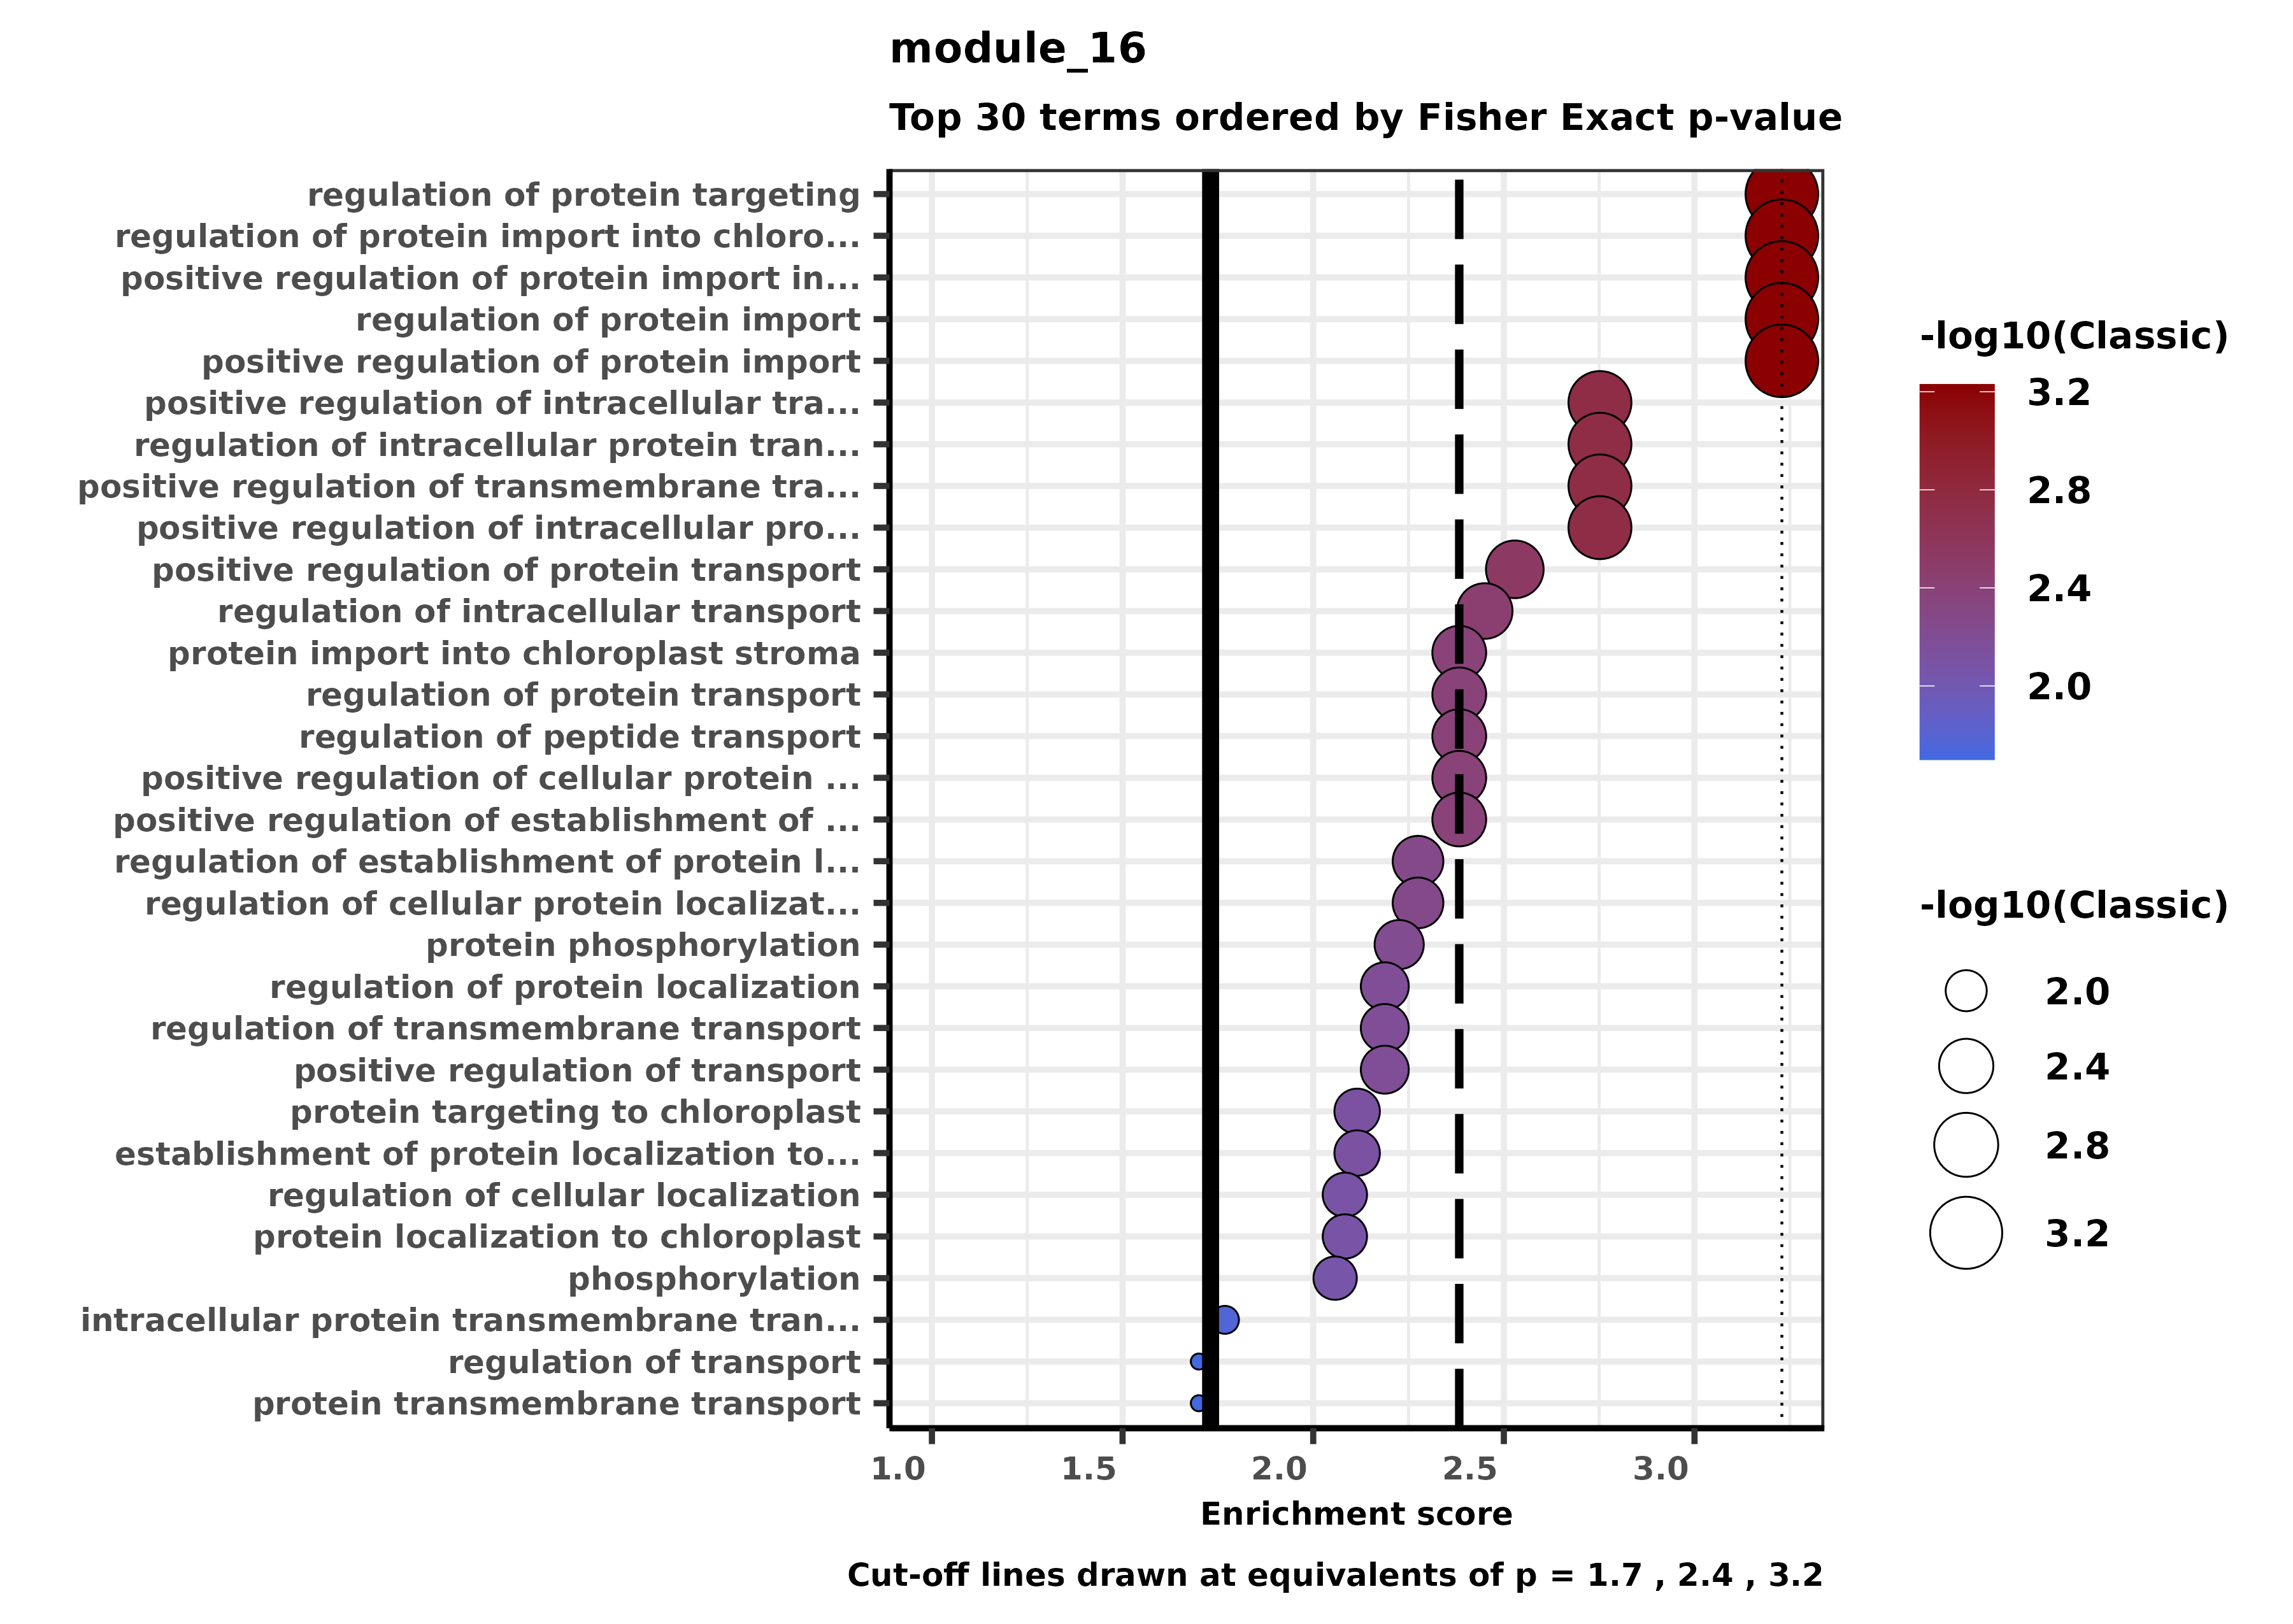 module_16
Top 30 terms ordered by Fisher Exact p-value
regulation of protein targeting
regulation of protein import into chloro...
positive regulation of protein import in...
regulation of protein import
positive regulation of protein import
positive regulation of intracellular tra...
regulation of intracellular protein tran...
positive regulation of transmembrane tra...
positive regulation of intracellular pro...
positive regulation of protein transport
regulation of intracellular transport
protein import into chloroplast stroma
regulation of protein transport
regulation of peptide transport
positive regulation of cellular protein ...
positive regulation of establishment of ...
regulation of establishment of protein l...
regulation of cellular protein localizat...
protein phosphorylation
regulation of protein localization
regulation of transmembrane transport
positive regulation of transport
protein targeting to chloroplast
establishment of protein localization to...
regulation of cellular localization
protein localization to chloroplast
phosphorylation
intracellular protein transmembrane tran...
regulation of transport
protein transmembrane transport
1.0 1.5 2.0 2.5 3.0
Enrichment score
Cut-off lines drawn at equivalents of p = 1.7 , 2.4 , 3.2
-log10(Classic)
3.2
2.8
2.4
2.0
-log10(Classic)
2.0
2.4
2.8
3.2